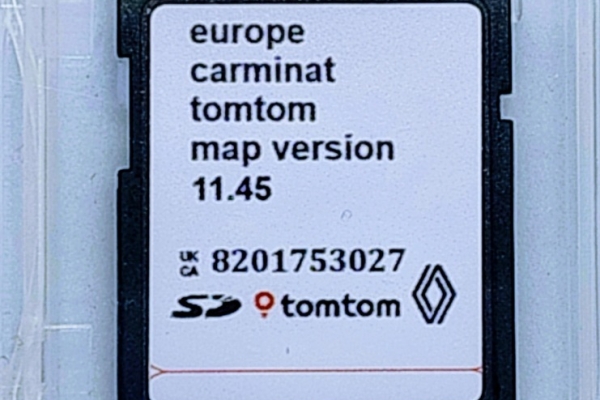 europe
carminat
tomtom
map version
11.45
UK
CA 8201753027
SD tomtom